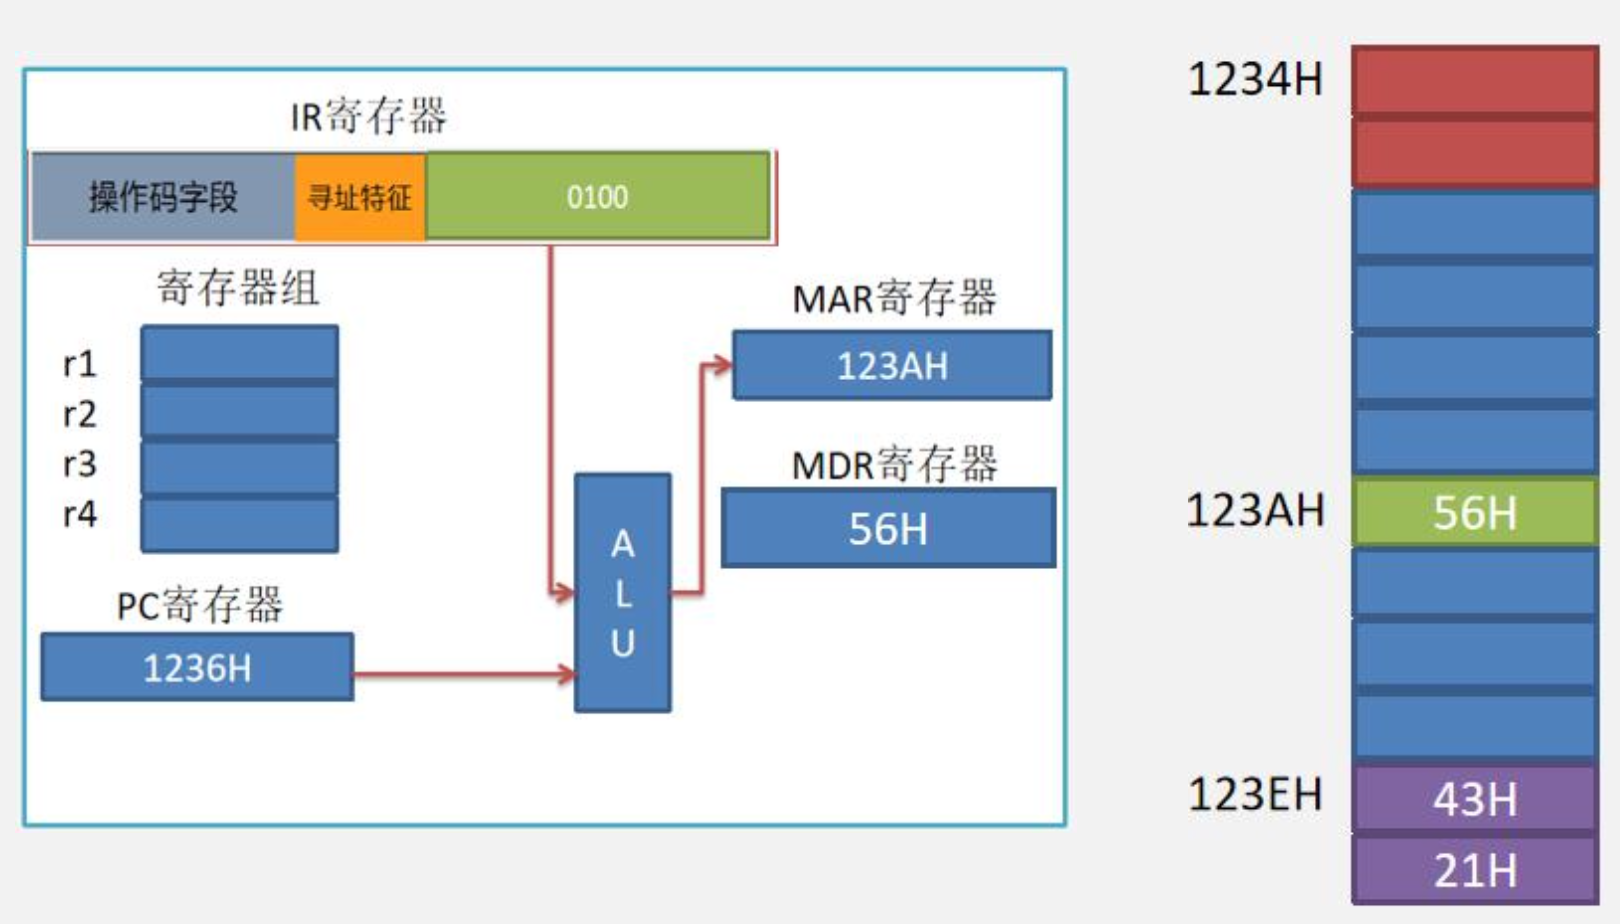 IR寄存器
操作码字段 寻址特征 0100
寄存器组
r1
r2
r3
r4
PC寄存器
1236H
A
L
U
MAR寄存器
123AH
MDR寄存器
56H
1234H
123AH 56H
123EH 43H
21H